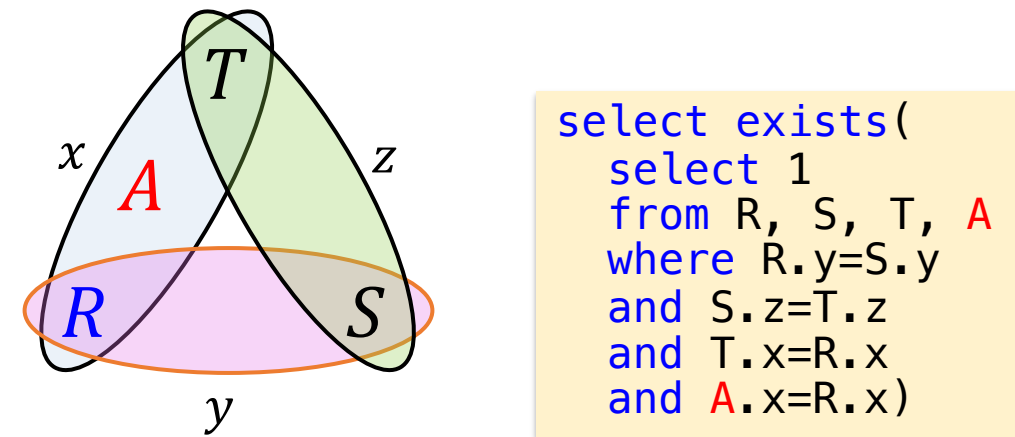 T
x
A
z
R
S
y
select exists(
select 1
from R, S, T, A
where R.y=S.y
and S.z=T.z
and T.x=R.x
and A.x=R.x)